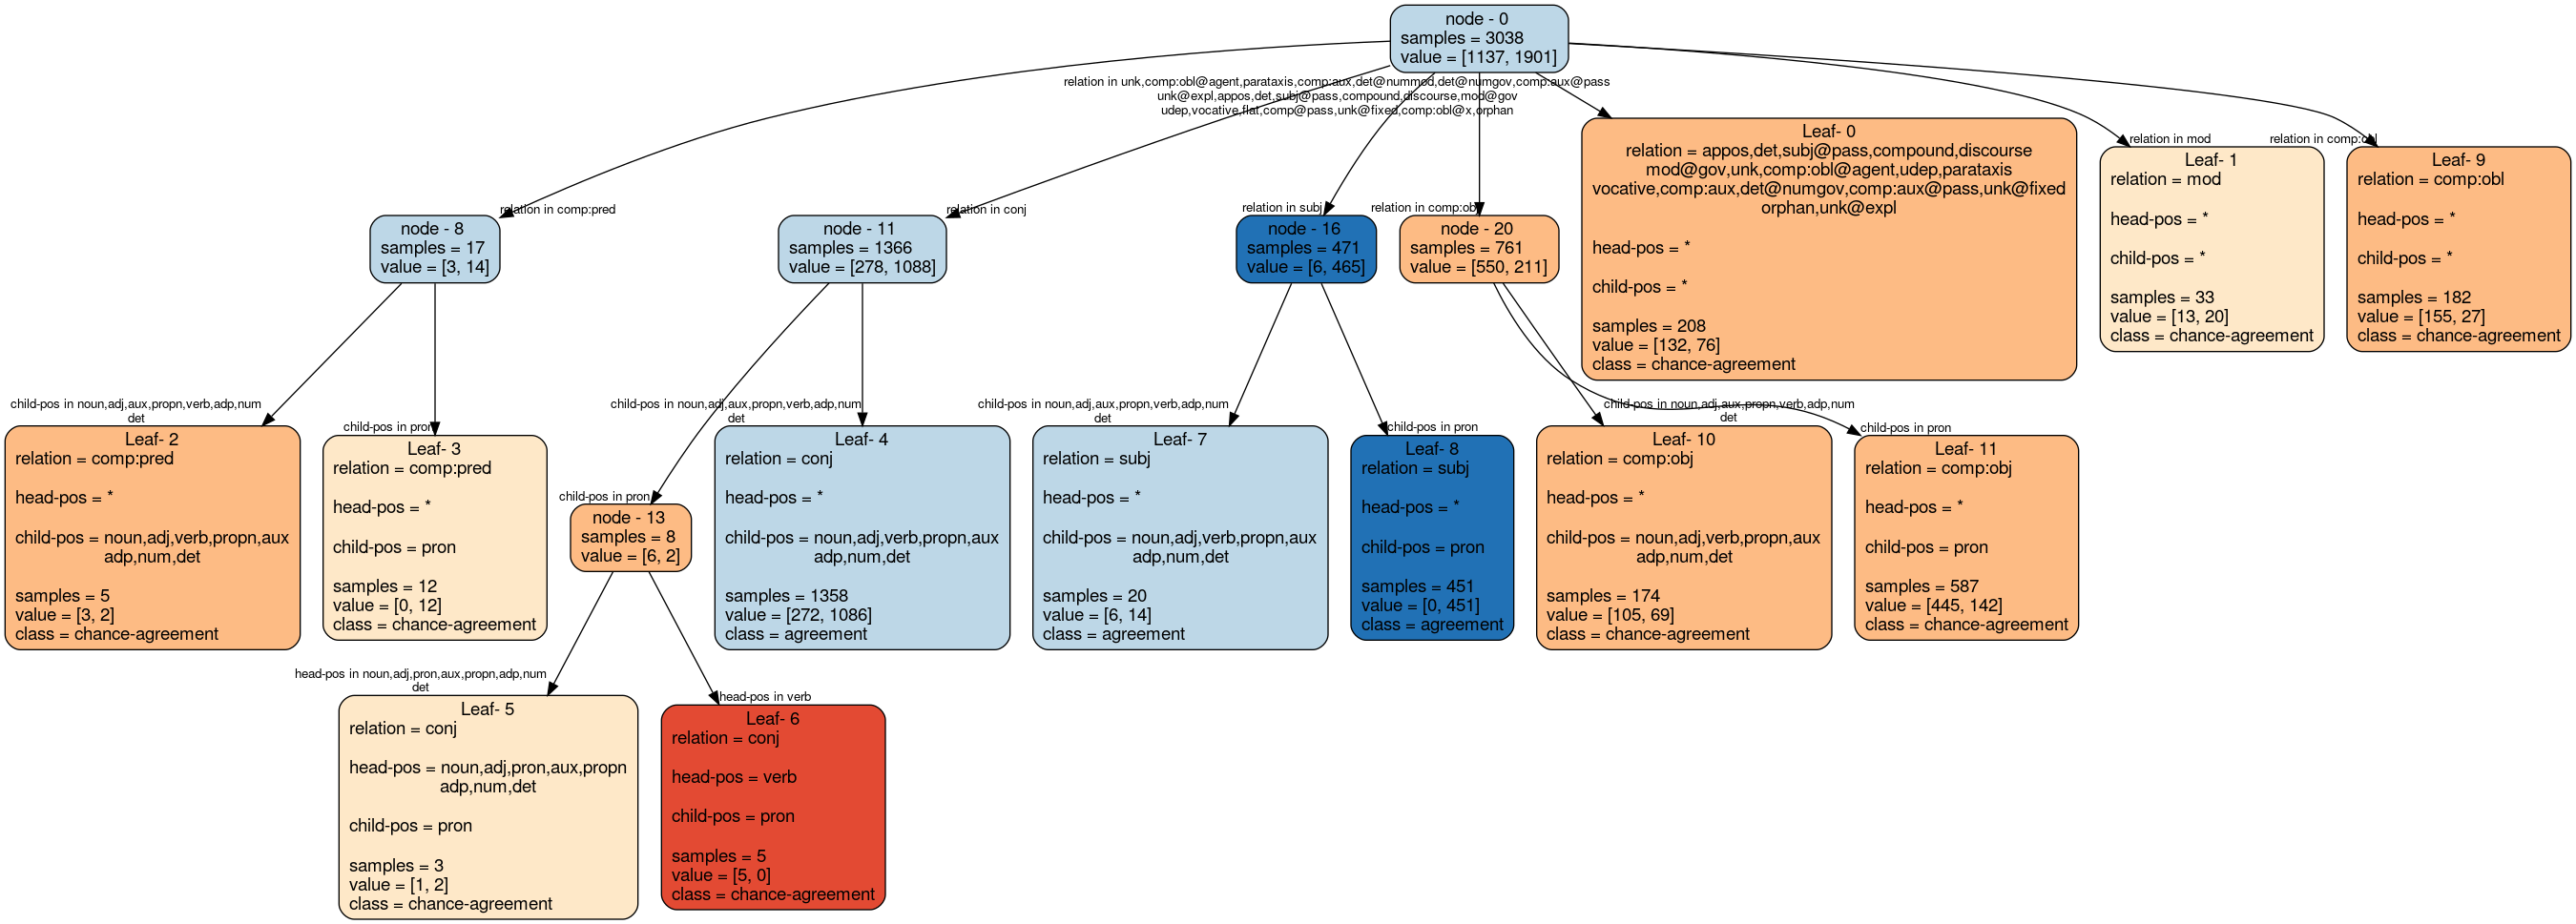 node - 0
samples = 3038
value = [1137, 1901]
relation in unk,comp:obl@agent,parataxis,comp:aux,det@nummod,det@numgov,comp:aux@pass
unk@expl,appos,det,subj@pass,compound,discourse,mod@gov
udep,vocative,flat,comp@pass,unk@fixed,comp:obl@x,orphan
relation in comp:pred
relation in conj
relation in subj
relation in comp:obj
relation in mod
relation in comp:obl
node - 8
samples = 17
value = [3, 14]
node - 11
samples = 1366
value = [278, 1088]
node - 16
samples = 471
value = [6, 465]
node - 20
samples = 761
value = [550, 211]
Leaf- 0
relation = appos,det,subj@pass,compound,discourse
mod@gov,unk,comp:obl@agent,udep,parataxis
vocative,comp:aux,det@numgov,comp:aux@pass,unk@fixed
orphan,unk@expl
head-pos = *
child-pos = *
samples = 208
value = [132, 76]
class = chance-agreement
Leaf- 1
relation = mod
head-pos = *
child-pos = *
samples = 33
value = [13, 20]
class = chance-agreement
Leaf- 9
relation = comp:obl
head-pos = *
child-pos = *
samples = 182
value = [155, 27]
class = chance-agreement
child-pos in noun,adj,aux,propn,verb,adp,num
det
child-pos in pron
child-pos in pron
child-pos in noun,adj,aux,propn,verb,adp,num
det
child-pos in noun,adj,aux,propn,verb,adp,num
det
child-pos in pron
child-pos in noun,adj,aux,propn,verb,adp,num
det
child-pos in pron
Leaf- 2
relation = comp:pred
head-pos = *
child-pos = noun,adj,verb,propn,aux
adp,num,det
samples = 5
value = [3, 2]
class = chance-agreement
Leaf- 3
relation = comp:pred
head-pos = *
child-pos = pron
samples = 12
value = [0, 12]
class = chance-agreement
node - 13
samples = 8
value = [6, 2]
Leaf- 4
relation = conj
head-pos = *
child-pos = noun,adj,verb,propn,aux
adp,num,det
samples = 1358
value = [272, 1086]
class = agreement
Leaf- 7
relation = subj
head-pos = *
child-pos = noun,adj,verb,propn,aux
adp,num,det
samples = 20
value = [6, 14]
class = agreement
Leaf- 8
relation = subj
head-pos = *
child-pos = pron
samples = 451
value = [0, 451]
class = agreement
Leaf- 10
relation = comp:obj
head-pos = *
child-pos = noun,adj,verb,propn,aux
adp,num,det
samples = 174
value = [105, 69]
class = chance-agreement
Leaf- 11
relation = comp:obj
head-pos = *
child-pos = pron
samples = 587
value = [445, 142]
class = chance-agreement
head-pos in noun,adj,pron,aux,propn,adp,num
det
head-pos in verb
Leaf- 5
relation = conj
head-pos = noun,adj,pron,aux,propn
adp,num,det
child-pos = pron
samples = 3
value = [1, 2]
class = chance-agreement
Leaf- 6
relation = conj
head-pos = verb
child-pos = pron
samples = 5
value = [5, 0]
class = chance-agreement